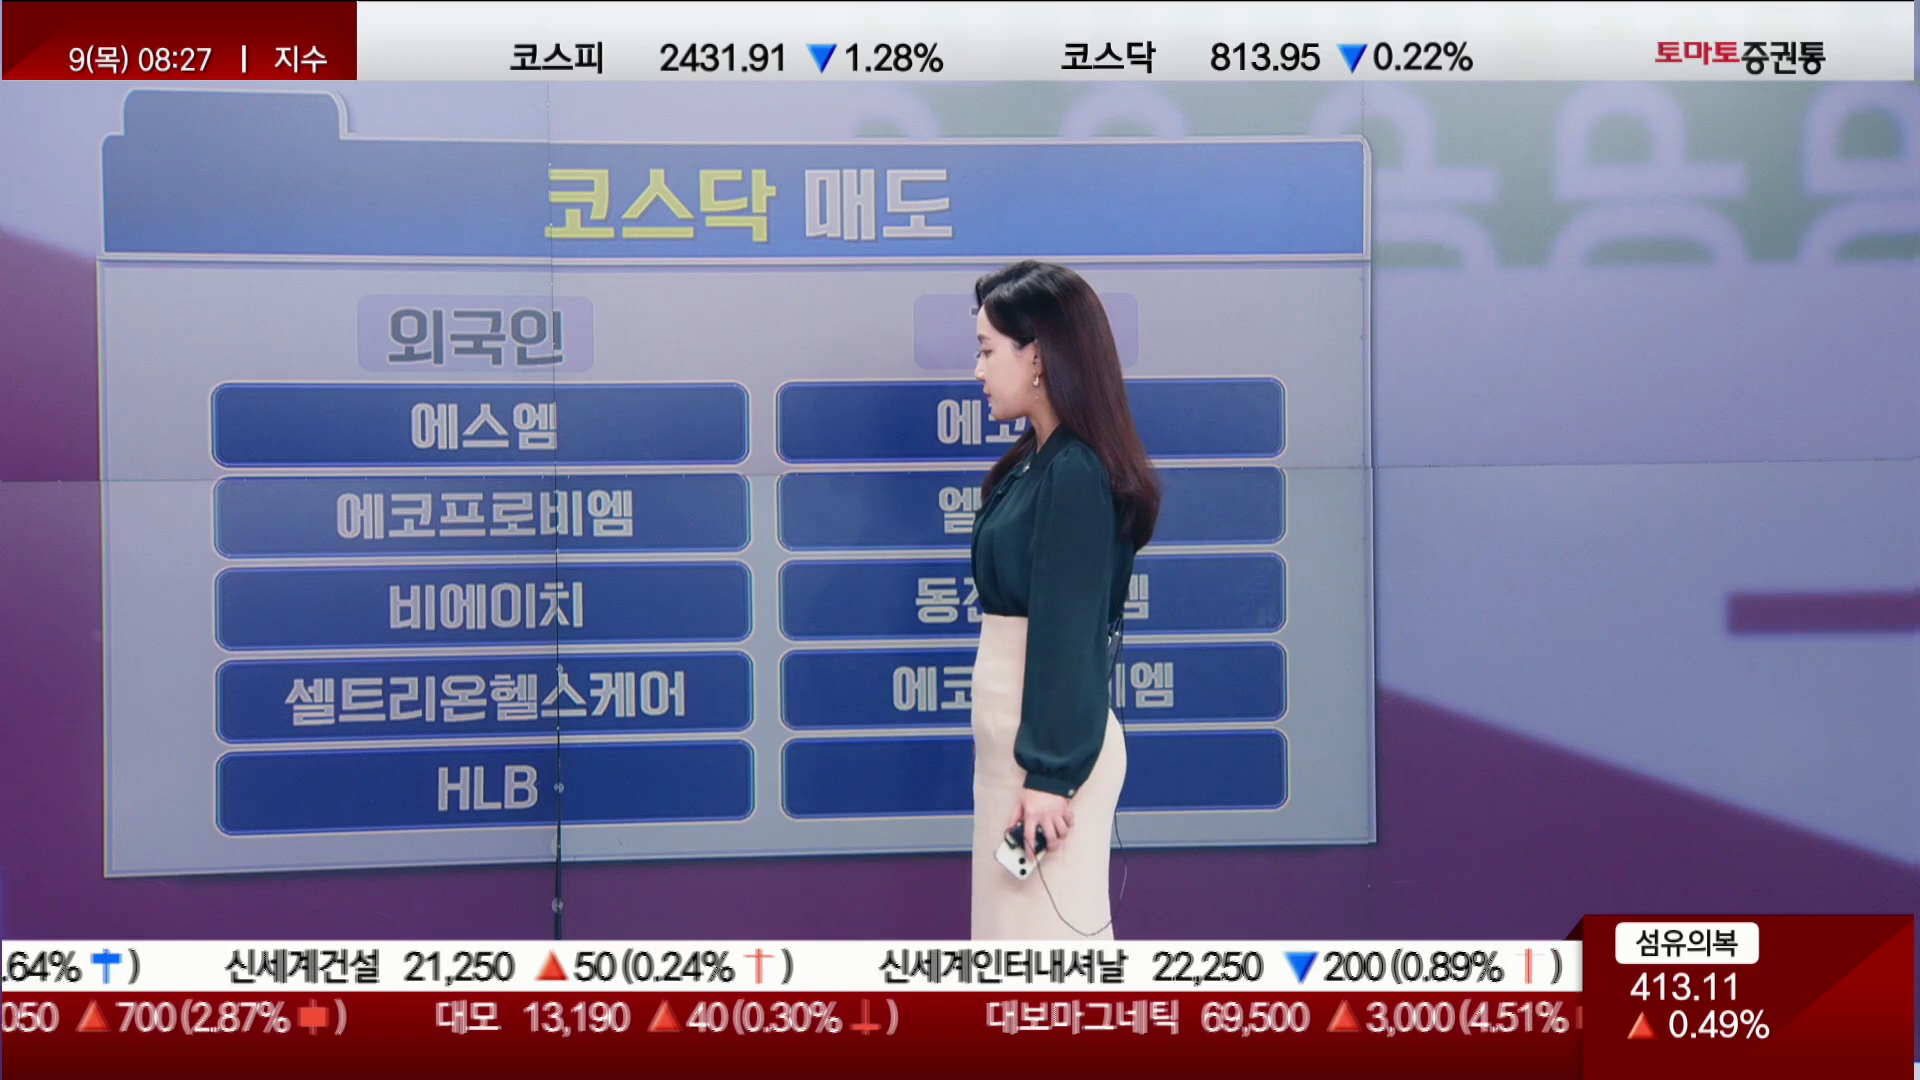 9(목) 08:27 | 지수
코스피 2431.91 ▼1.28% 코스닥 813.95 ▼0.22%
토마토증권통
코스닥 매도
외국인
에스엠
에코프로비엠
비에이치
셀트리온헬스케어
HLB
.64% ) 신세계건설 21,250 ▲50(0.24% ) 신세계인터내셔날 22,250 ▼200(0.89% )
050 ▲700(2.87% ) 대모 13,190 ▲40(0.30% ) 대보마그네틱 69,500 ▲3,000(4.51%
섬유의복
413.11
▲ 0.49%